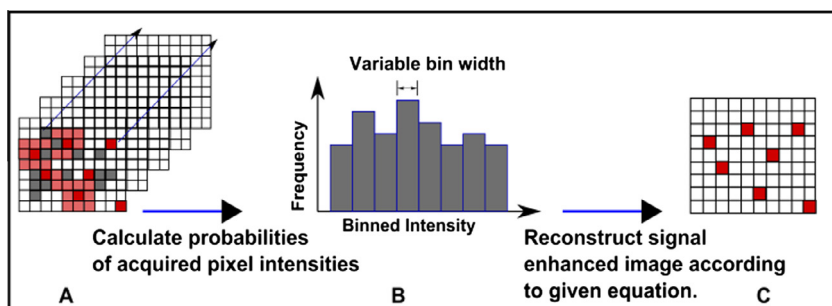 Variable bin width
Frequency
Binned Intensity
Calculate probabilities
of acquired pixel intensities
Reconstruct signal
enhanced image according
to given equation.
A
B
C